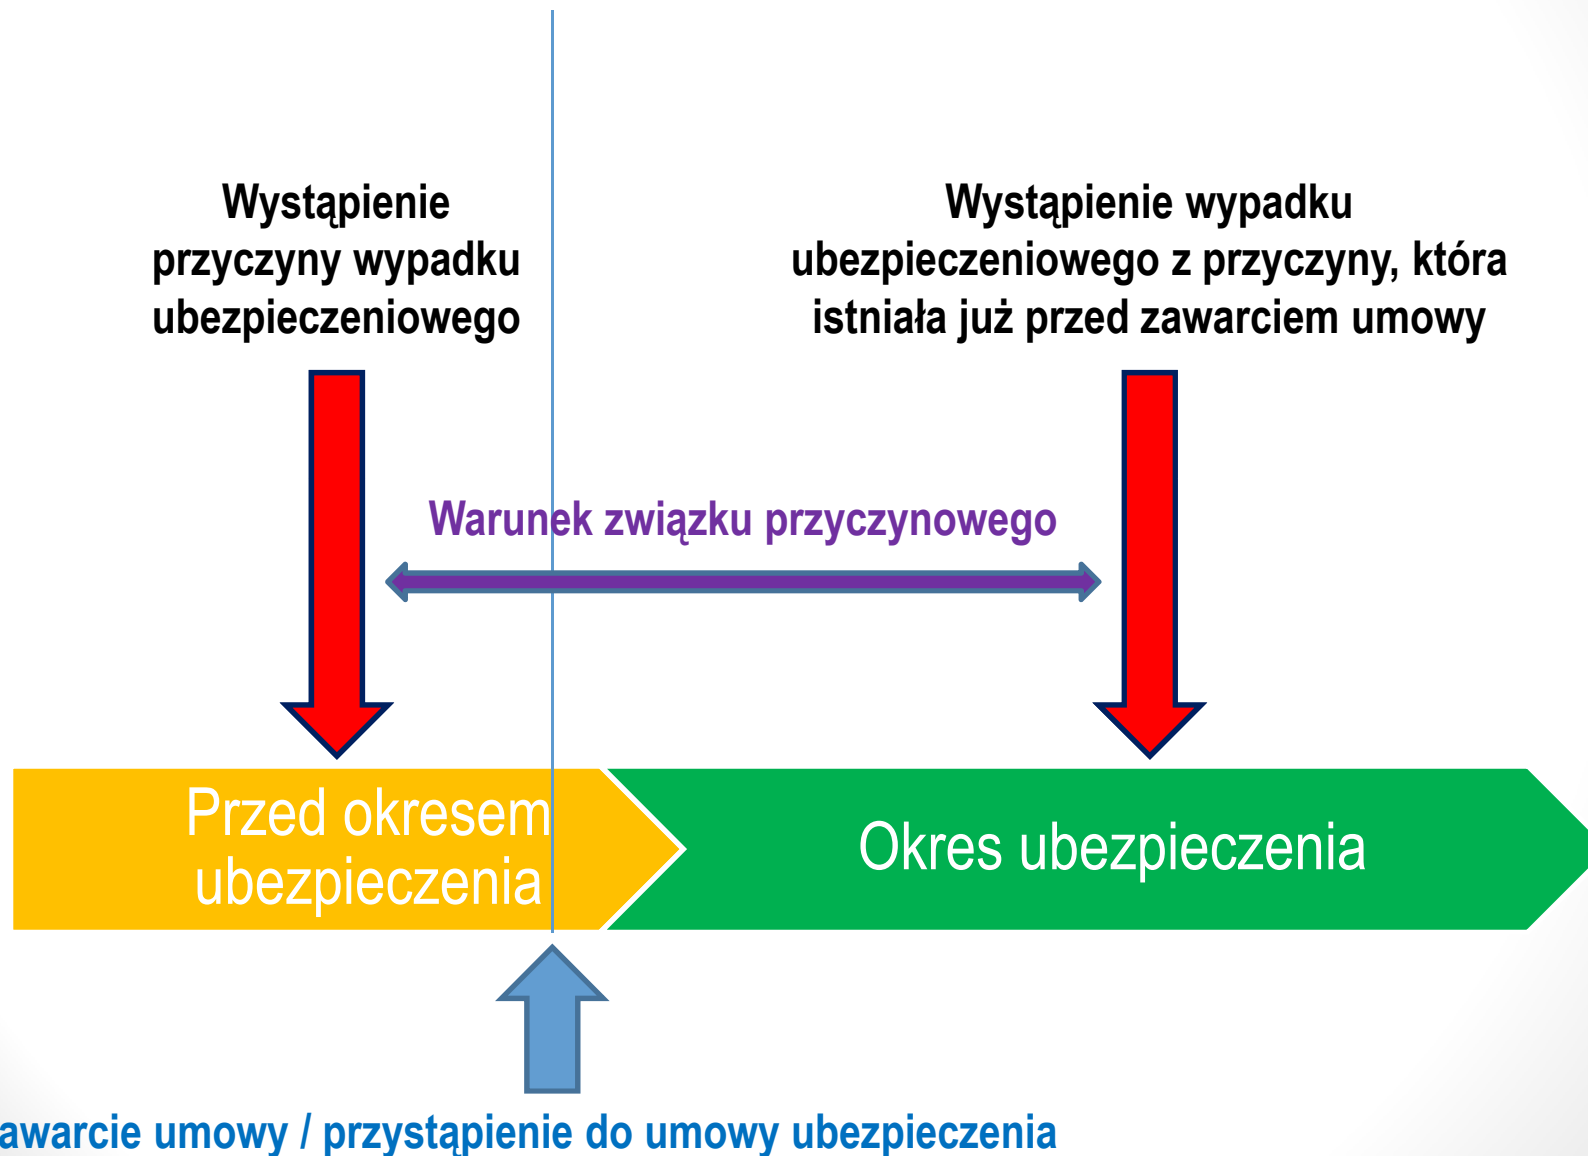 Wystąpienie
przyczyny wypadku
ubezpieczeniowego
Wystąpienie wypadku
ubezpieczeniowego z przyczyny, która
istniała już przed zawarciem umowy
Warunek związku przyczynowego
Przed okresem
ubezpieczenia
Okres ubezpieczenia
awarcie umowy / przystąpienie do umowy ubezpieczenia